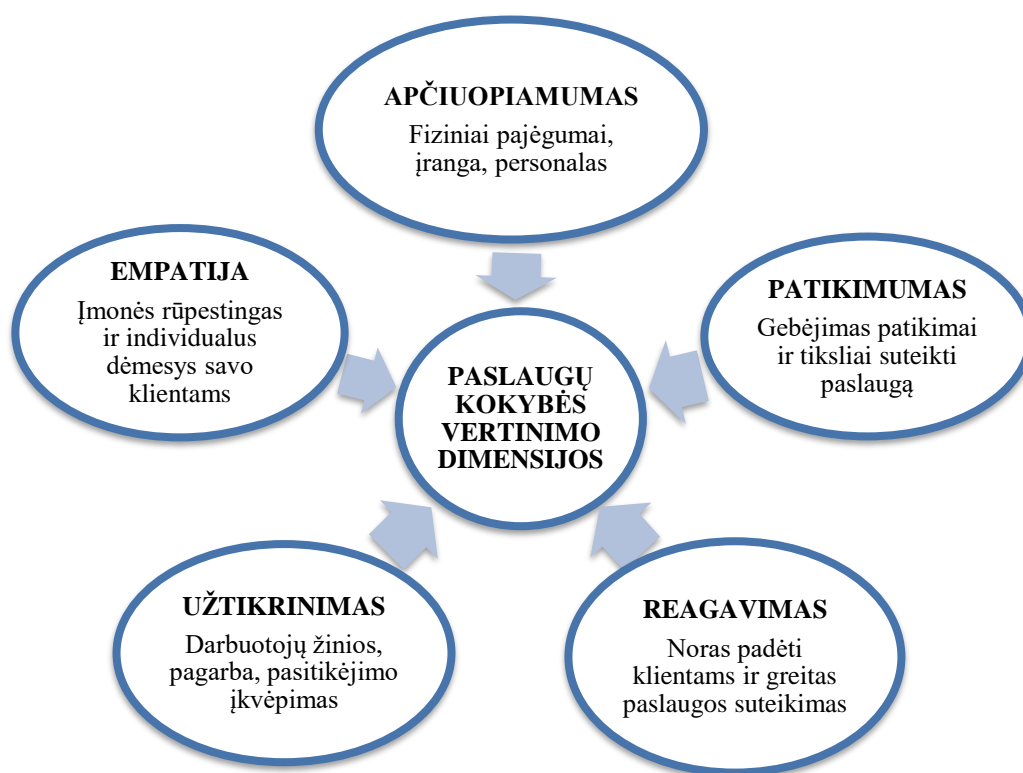 APČIUOPIAMUMAS
Fiziniai pajėgumai,
įranga, personalas
EMPATIJA
Įmonės rūpestingas
ir individualus
dėmesys savo
klientams
PATIKIMUMAS
Gebėjimas patikimai
ir tiksliai suteikti
paslaugą
PASLAUGŲ
KOKYBĖS
VERTINIMO
DIMENSIJOS
UŽTIKRINIMAS
Darbuotojų žinios,
pagarba, pasitikėjimo
įkvėpimas
REAGAVIMAS
Noras padėti
klientams ir greitas
paslaugos suteikimas